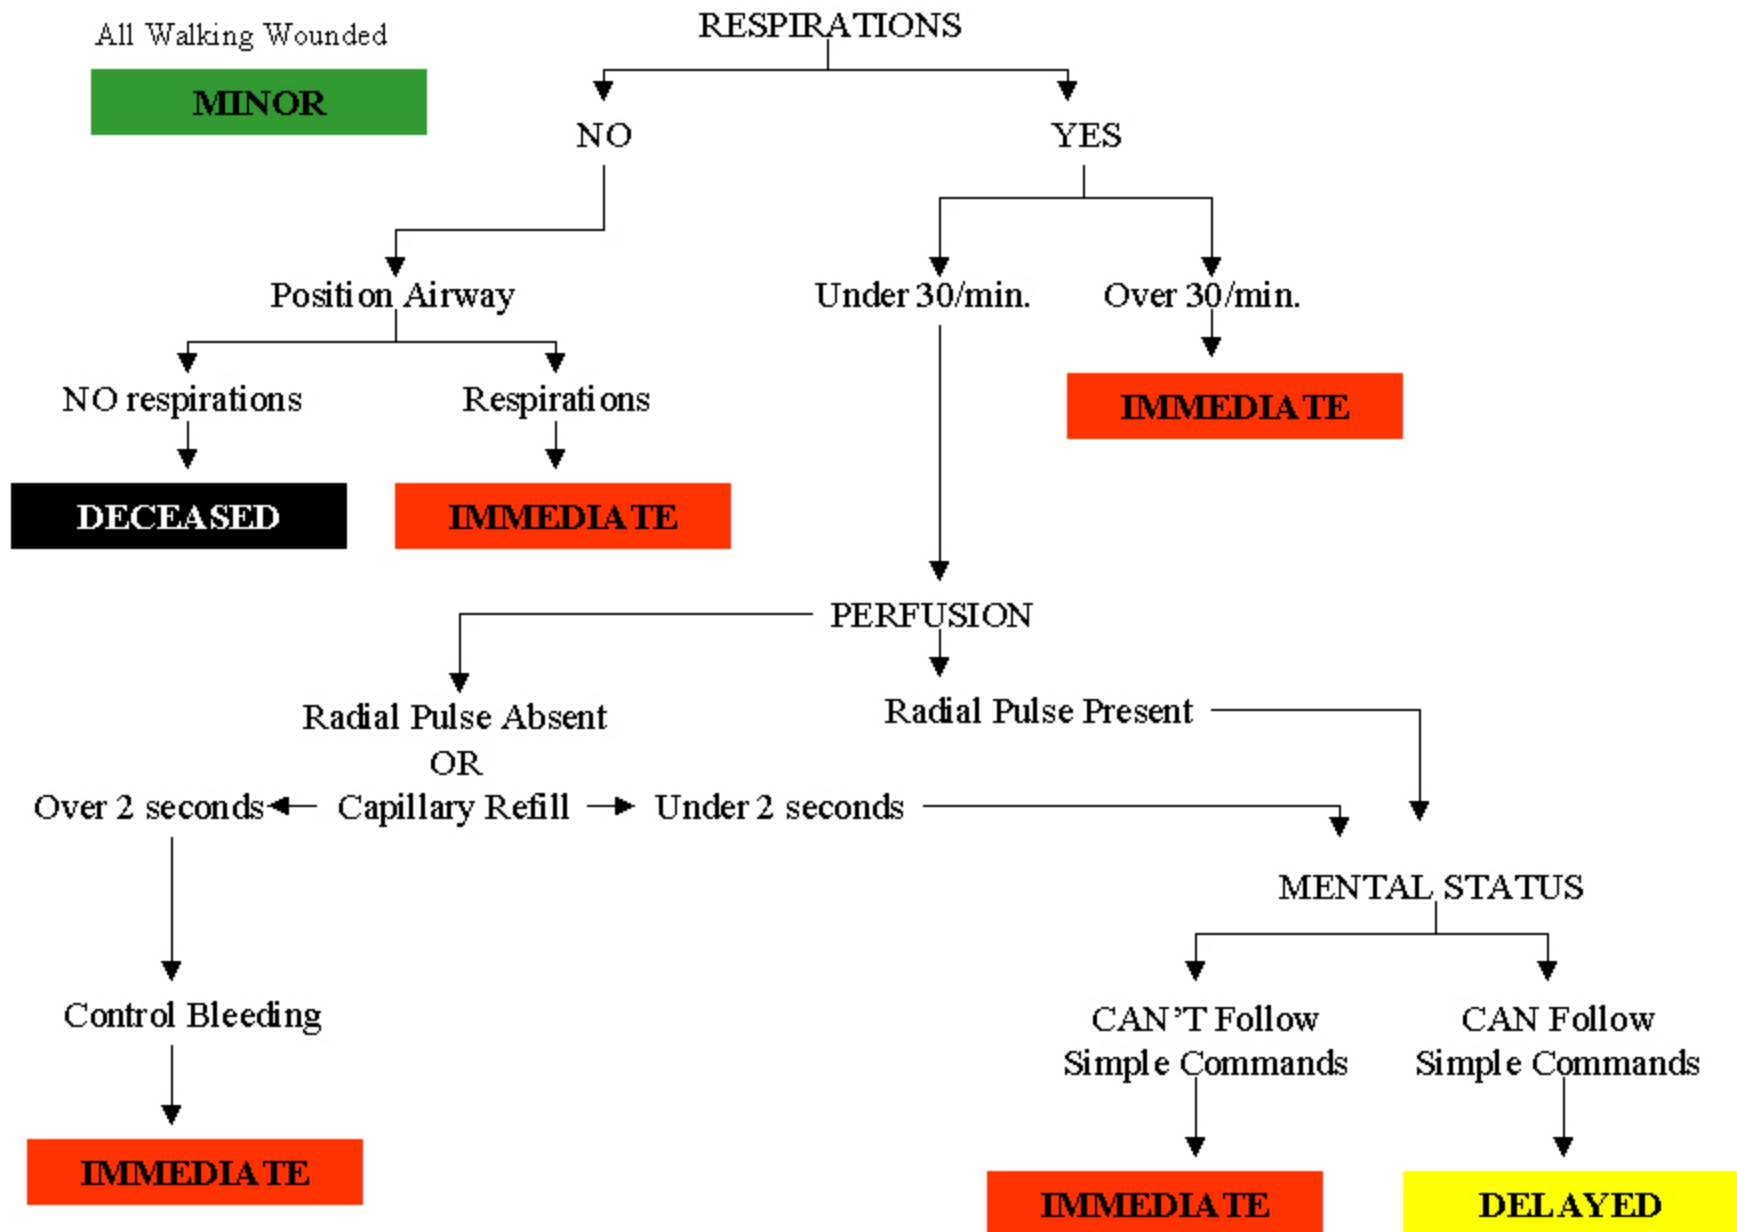 All Walking Wounded
MINOR
RESPIRATIONS
NO
YES
Position Airway
Under 30/min.
Over 30/min.
NO respirations
Respirations
IMMEDIATE
DECEASED
IMMEDIATE
PERFUSION
Radial Pulse Absent
Radial Pulse Present
OR
Over 2 seconds
Capillary Refill
Under 2 seconds
MENTAL STATUS
Control Bleeding
CAN'T Follow
Simple Commands
CAN Follow
Simple Commands
IMMEDIATE
IMMEDIATE
DELAYED